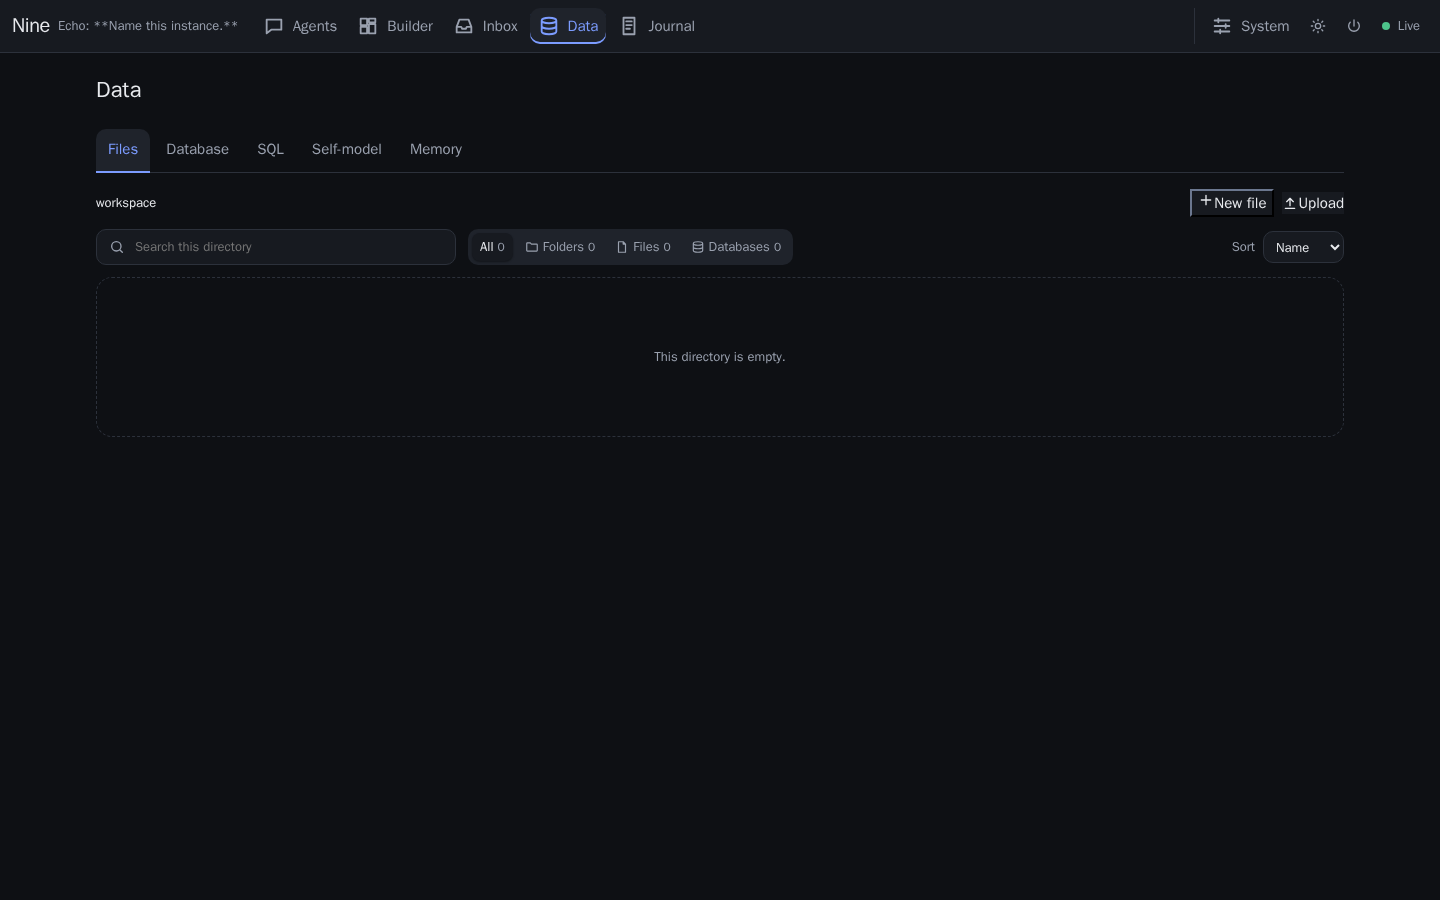 Nine Echo: **Name this instance.** Agents Builder Inbox Data Journal System Live
Data
Files Database SQL Self-model Memory
workspace New file Upload
Search this directory All 0 Folders 0 Files 0 Databases 0 Sort Name
This directory is empty.